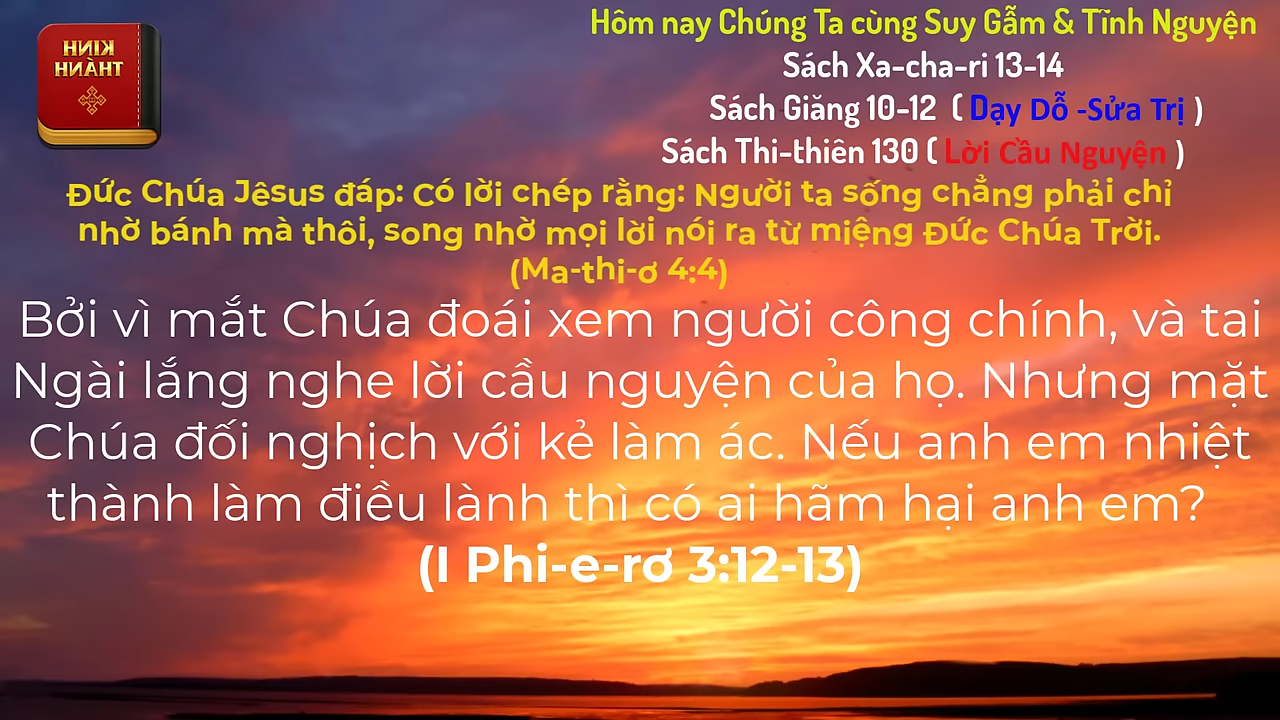 KINH
THÀNH
Hôm nay Chúng Ta cùng Suy Gẫm & Tĩnh Nguyện
Sách Xa-cha-ri 13-14
Sách Giăng 10-12 ( Dạy Dỗ -Sửa Trị )
Sách Thi-thiên 130 ( Lời Cầu Nguyện )
Đức Chúa Jêsus đáp: Có lời chép rằng: Người ta sống chẳng phải chỉ
nhờ bánh mà thôi, song nhờ mọi lời nói ra từ miệng Đức Chúa Trời.
(Ma-thi-ơ 4:4)
Bởi vì mắt Chúa đoái xem người công chính, và tai
Ngài lắng nghe lời cầu nguyện của họ. Nhưng mặt
Chúa đối nghịch với kẻ làm ác. Nếu anh em nhiệt
thành làm điều lành thì có ai hãm hại anh em?
(I Phi-e-rơ 3:12-13)